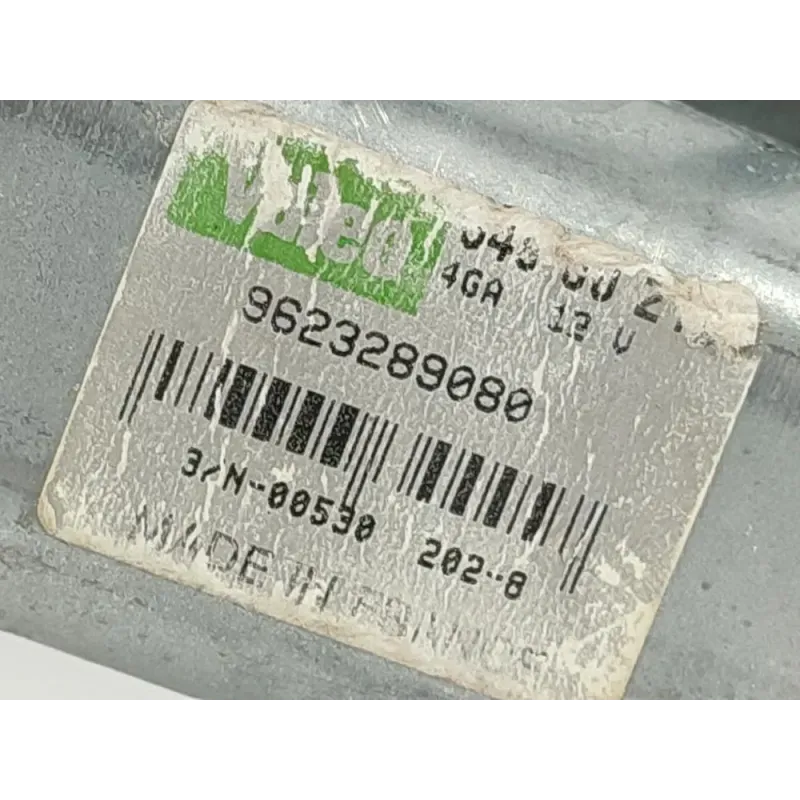 Valeo
4GA 12 V
9623289080
3/N-00530 202-8
MADE IN FRANCE